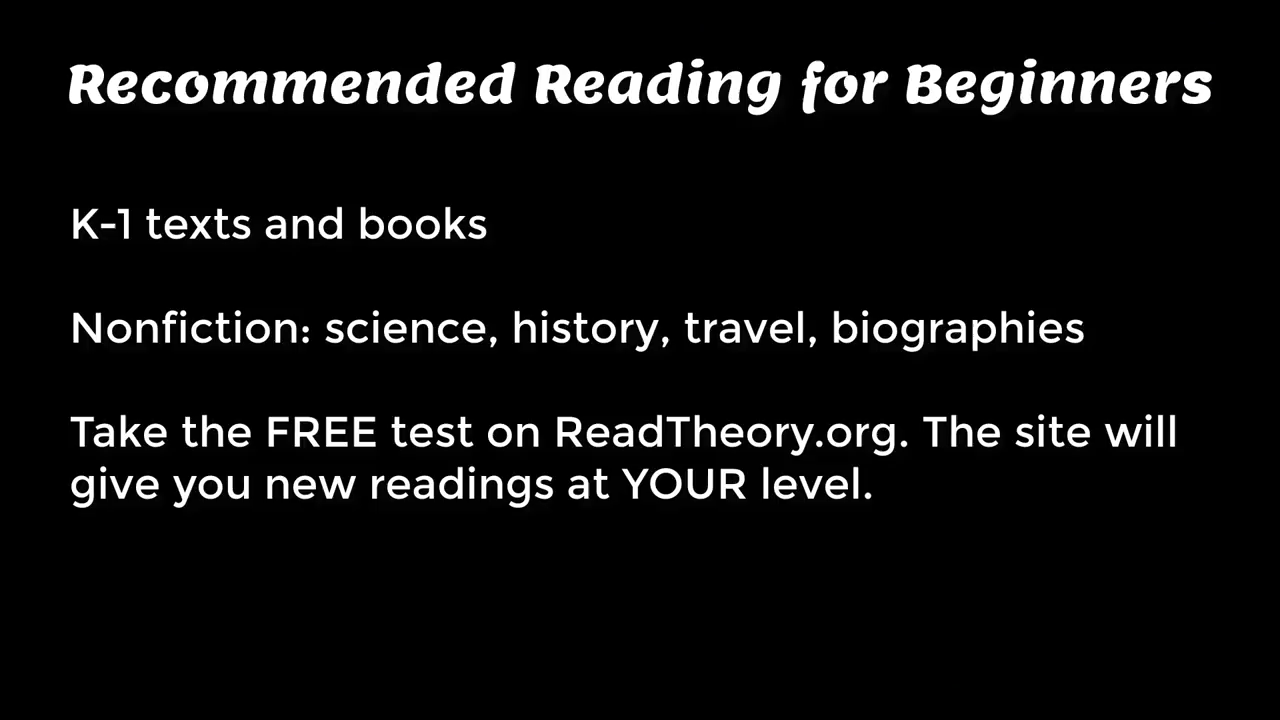 Recommended Reading for Beginners
K-1 texts and books
Nonfiction: science, history, travel, biographies
Take the FREE test on ReadTheory.org. The site will
give you new readings at YOUR level.